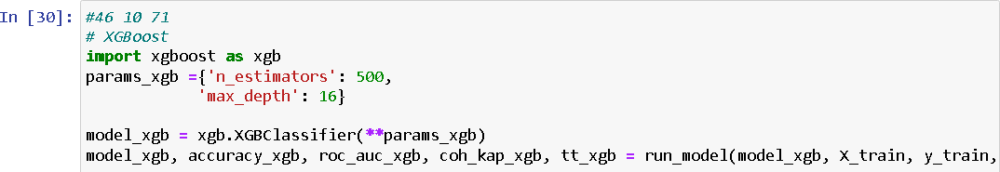 In [30]: #46 10 71
# XGBoost
import xgboost as xgb
params_xgb ={'n_estimators': 500,
'max_depth': 16}
model_xgb = xgb.XGBClassifier(**params_xgb)
model_xgb, accuracy_xgb, roc_auc_xgb, coh_kap_xgb, tt_xgb = run_model(model_xgb, X_train, y_train,